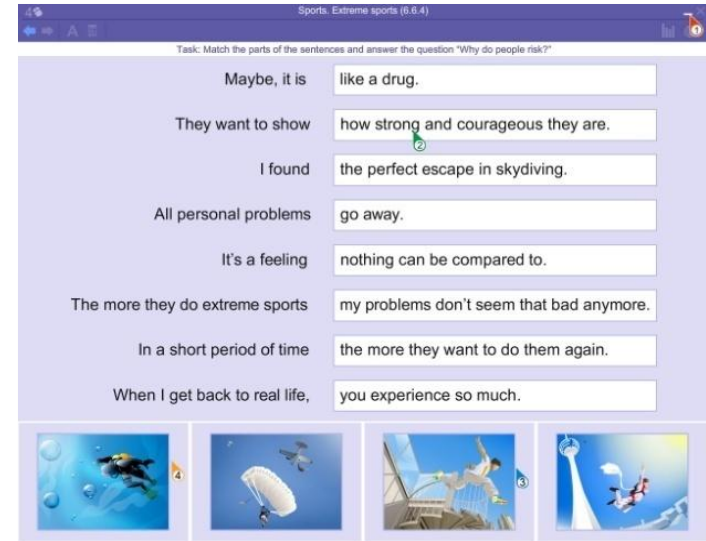 Sports. Extreme sports (6.6.4)
A
1
Task: Match the parts of the sentences and answer the question "Why do people risk?"
Maybe, it is like a drug.
They want to show how strong and courageous they are.
2
I found the perfect escape in skydiving.
All personal problems go away.
It's a feeling nothing can be compared to.
The more they do extreme sports my problems don't seem that bad anymore.
In a short period of time the more they want to do them again.
When I get back to real life, you experience so much.
4
3